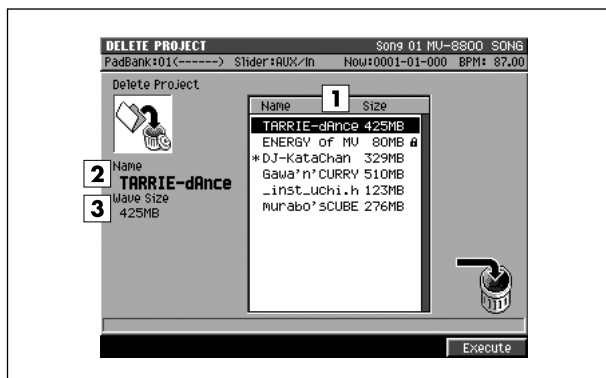 DELETE PROJECT Song 01 MV-8800 SONG
PadBank:01(------) Slider:AUX/In Now:0001-01-000 BPM: 87.00
Delete Project
1
Name Size
TARRIE-dAnce 425MB
ENERGY of MV 80MB
*DJ-KataChan 329MB
Gawa'n'CURRY 510MB
_inst_uchi.h 123MB
murabo'sCUBE 276MB
2
Name
TARRIE-dAnce
3
Wave Size
425MB
Execute